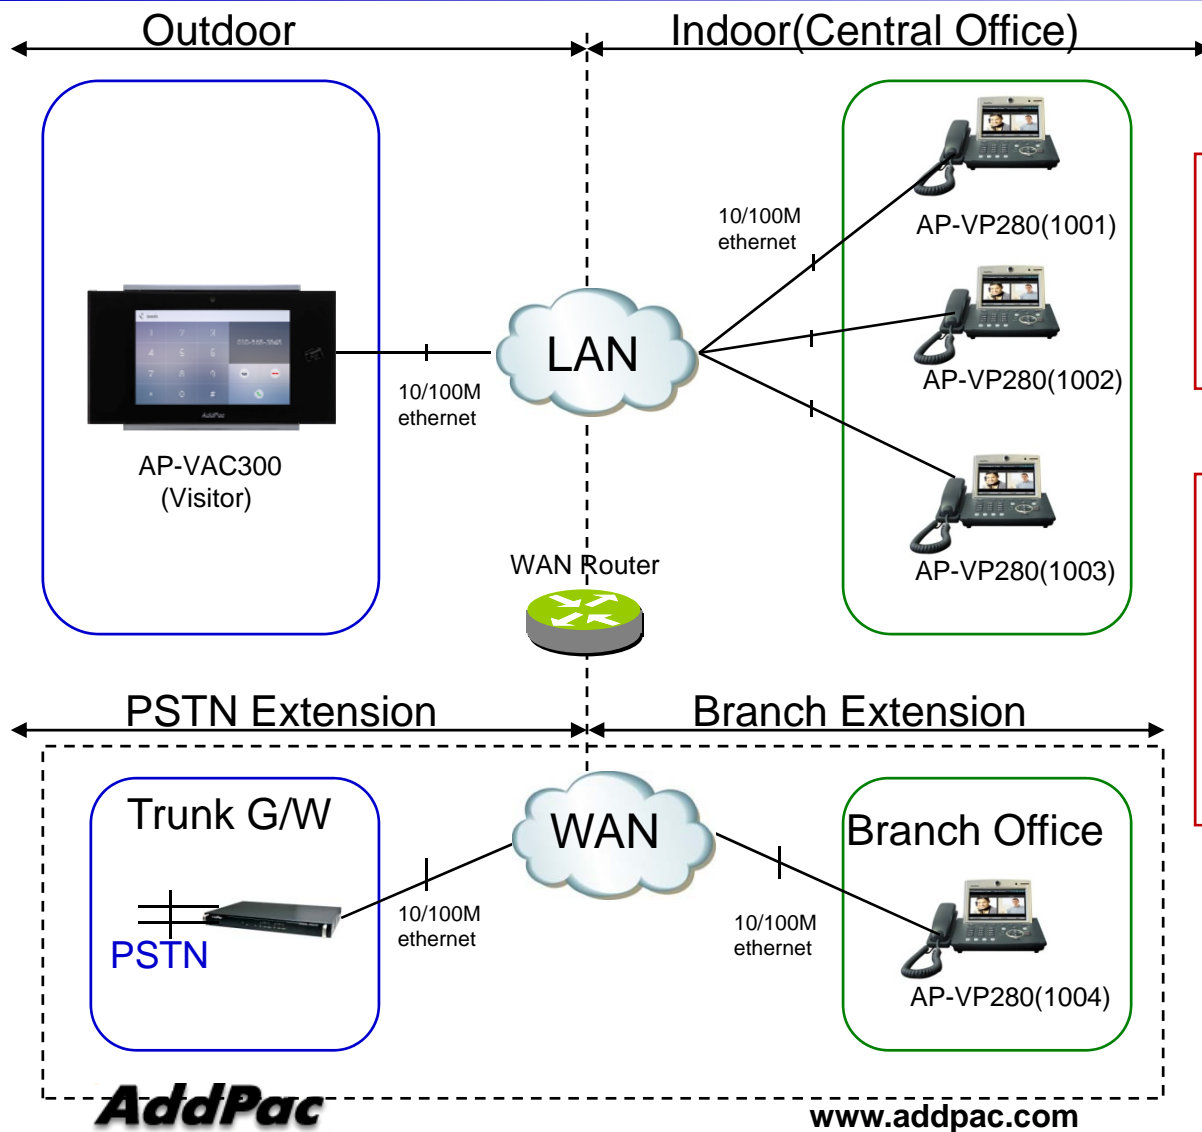 Outdoor
Indoor(Central Office)
AP-VP280(1001)
10/100M
ethernet
AP-VP280(1002)
LAN
10/100M
ethernet
AddPac
AP-VAC300
(Visitor)
AP-VP280(1003)
WAN Router
PSTN Extension
Branch Extension
Trunk G/W
WAN
Branch Office
10/100M
ethernet
10/100M
ethernet
PSTN
AP-VP280(1004)
AddPac
www.addpac.com